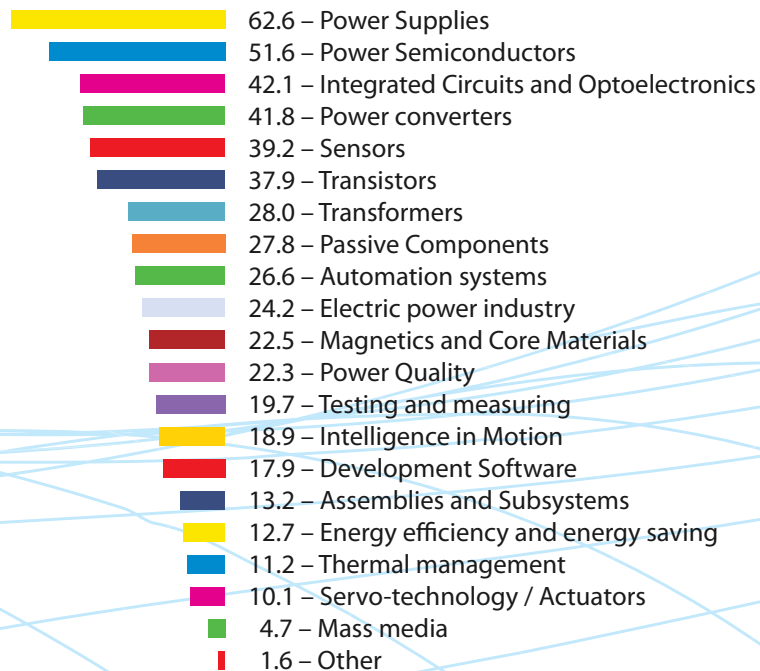 62.6 – Power Supplies
51.6 – Power Semiconductors
42.1 – Integrated Circuits and Optoelectronics
41.8 – Power converters
39.2 – Sensors
37.9 – Transistors
28.0 – Transformers
27.8 – Passive Components
26.6 – Automation systems
24.2 – Electric power industry
22.5 – Magnetics and Core Materials
22.3 – Power Quality
19.7 – Testing and measuring
18.9 – Intelligence in Motion
17.9 – Development Software
13.2 – Assemblies and Subsystems
12.7 – Energy efficiency and energy saving
11.2 – Thermal management
10.1 – Servo-technology / Actuators
4.7 – Mass media
1.6 – Other